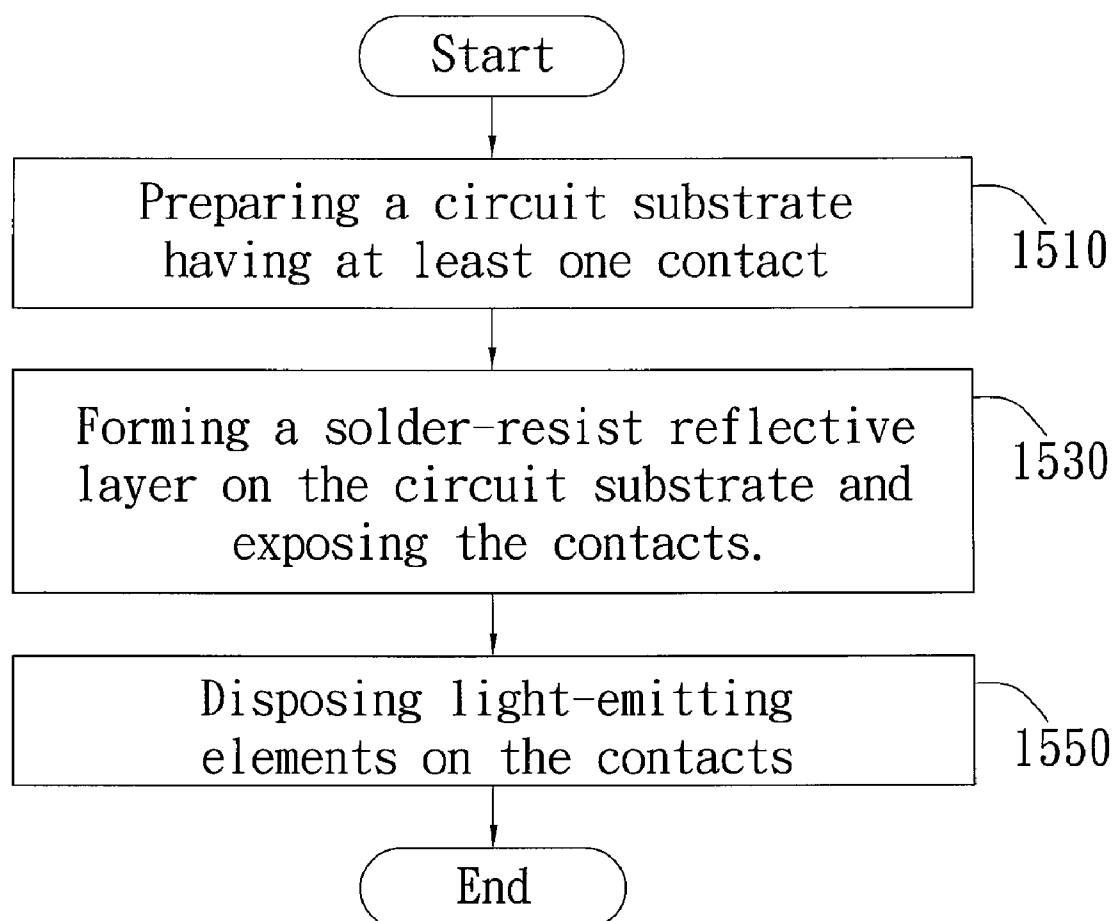 Start
Preparing a circuit substrate
having at least one contact
1510
Forming a solder-resist reflective
layer on the circuit substrate and
exposing the contacts.
1530
Disposing light-emitting
elements on the contacts
1550
End